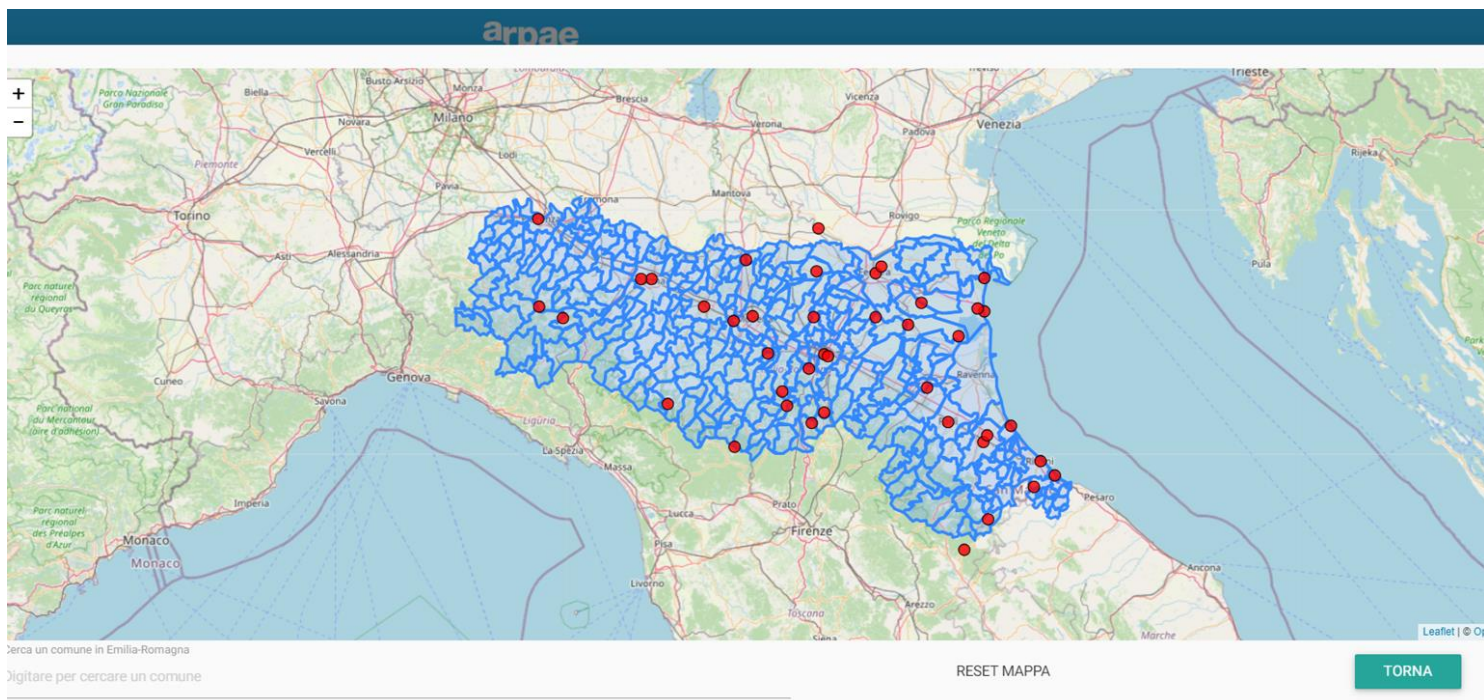 arpae
Trieste
+
−
Parco Nazionale
Gran Paradiso
Biella
Busto Arsizio
Monza
Brescia
Vicenza
Milano
Verona
Padova
Venezia
Novara
Vercelli
Lodi
Rijeka
Piemonte
Pavia
Mantova
Torino
Rovigo
Parco Regionale
Veneto
del Delta
del Po
Asti
Alessandria
Pula
Parc naturel
régional
du Queyras
Cuneo
Genova
Ravenna
Savona
Parc national
du Mercantour
(aire d'adhésion)
Liguria
La Spezia
Massa
Imperia
Pesaro
Prato
Lucca
Firenze
Parc naturel
régional
des Préalpes
d'Azur
Monaco
Monaco
Pisa
Ancona
Livorno
Arezzo
Toscana
Marche
Siena
Leaflet | © Op
Cerca un comune in Emilia-Romagna
Digitare per cercare un comune
RESET MAPPA
TORNA